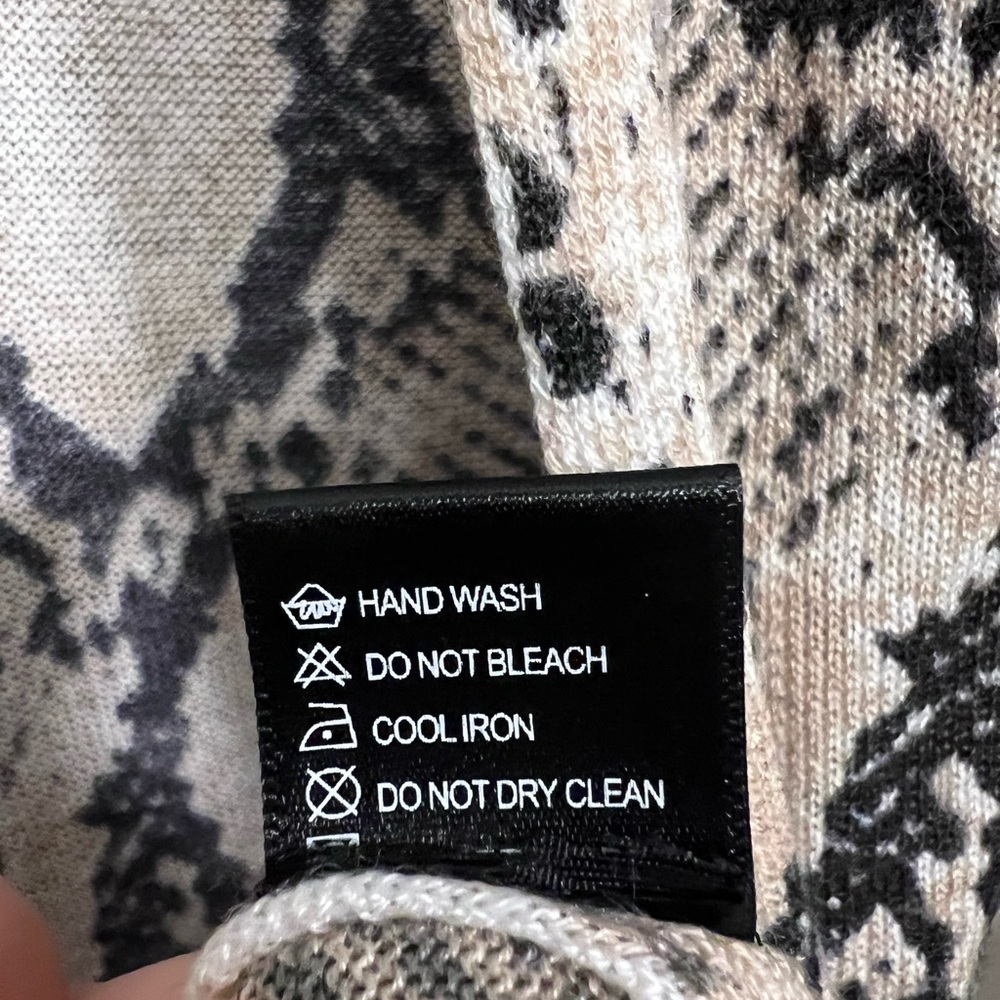 HAND WASH
DO NOT BLEACH
COOL IRON
DO NOT DRY CLEAN